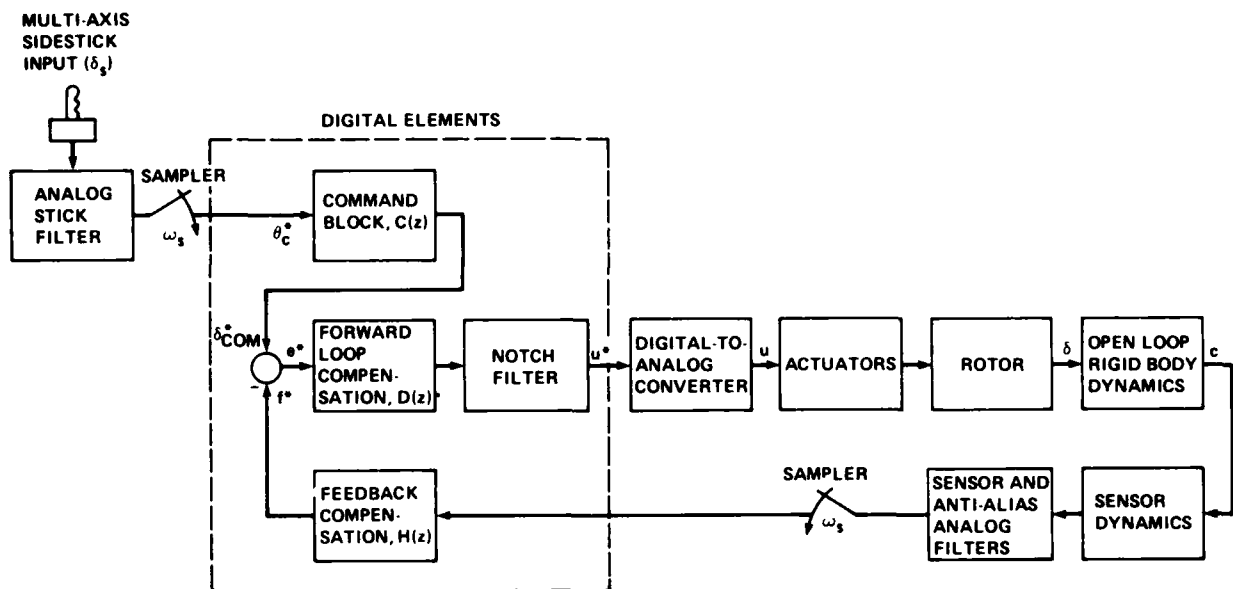 MULTI-AXIS
SIDESTICK
INPUT (δs)
DIGITAL ELEMENTS
ANALOG
STICK
FILTER
SAMPLER
ωs
θc*
COMMAND
BLOCK, C(z)
δ*COM
e*
-
f*
FORWARD
LOOP
COMPEN-
SATION, D(z)
NOTCH
FILTER
u*
DIGITAL-TO-
ANALOG
CONVERTER
u
ACTUATORS
ROTOR
δ
OPEN LOOP
RIGID BODY
DYNAMICS
c
FEEDBACK
COMPEN-
SATION, H(z)
SAMPLER
ωs
SENSOR AND
ANTI-ALIAS
ANALOG
FILTERS
SENSOR
DYNAMICS